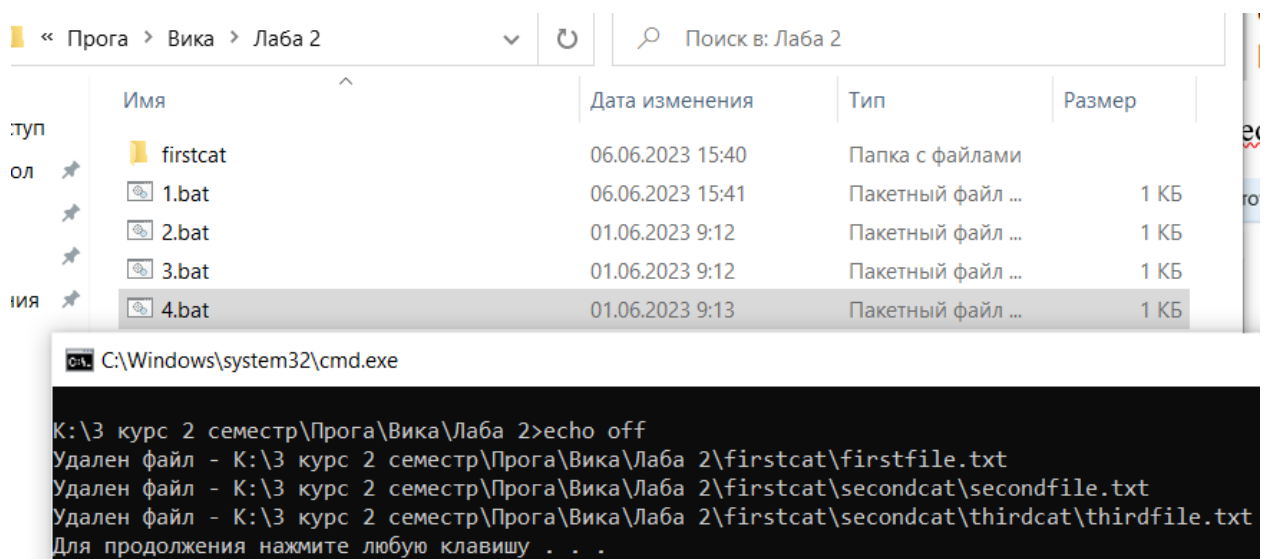 « Прога > Вика > Лаба 2 Поиск в: Лаба 2
Имя Дата изменения Тип Размер
firstcat 06.06.2023 15:40 Папка с файлами
1.bat 06.06.2023 15:41 Пакетный файл ... 1 КБ
2.bat 01.06.2023 9:12 Пакетный файл ... 1 КБ
3.bat 01.06.2023 9:12 Пакетный файл ... 1 КБ
4.bat 01.06.2023 9:13 Пакетный файл ... 1 КБ
C:\Windows\system32\cmd.exe
K:\3 курс 2 семестр\Прога\Вика\Лаба 2>echo off
Удален файл - K:\3 курс 2 семестр\Прога\Вика\Лаба 2\firstcat\firstfile.txt
Удален файл - K:\3 курс 2 семестр\Прога\Вика\Лаба 2\firstcat\secondcat\secondfile.txt
Удален файл - K:\3 курс 2 семестр\Прога\Вика\Лаба 2\firstcat\secondcat\thirdcat\thirdfile.txt
Для продолжения нажмите любую клавишу . . .